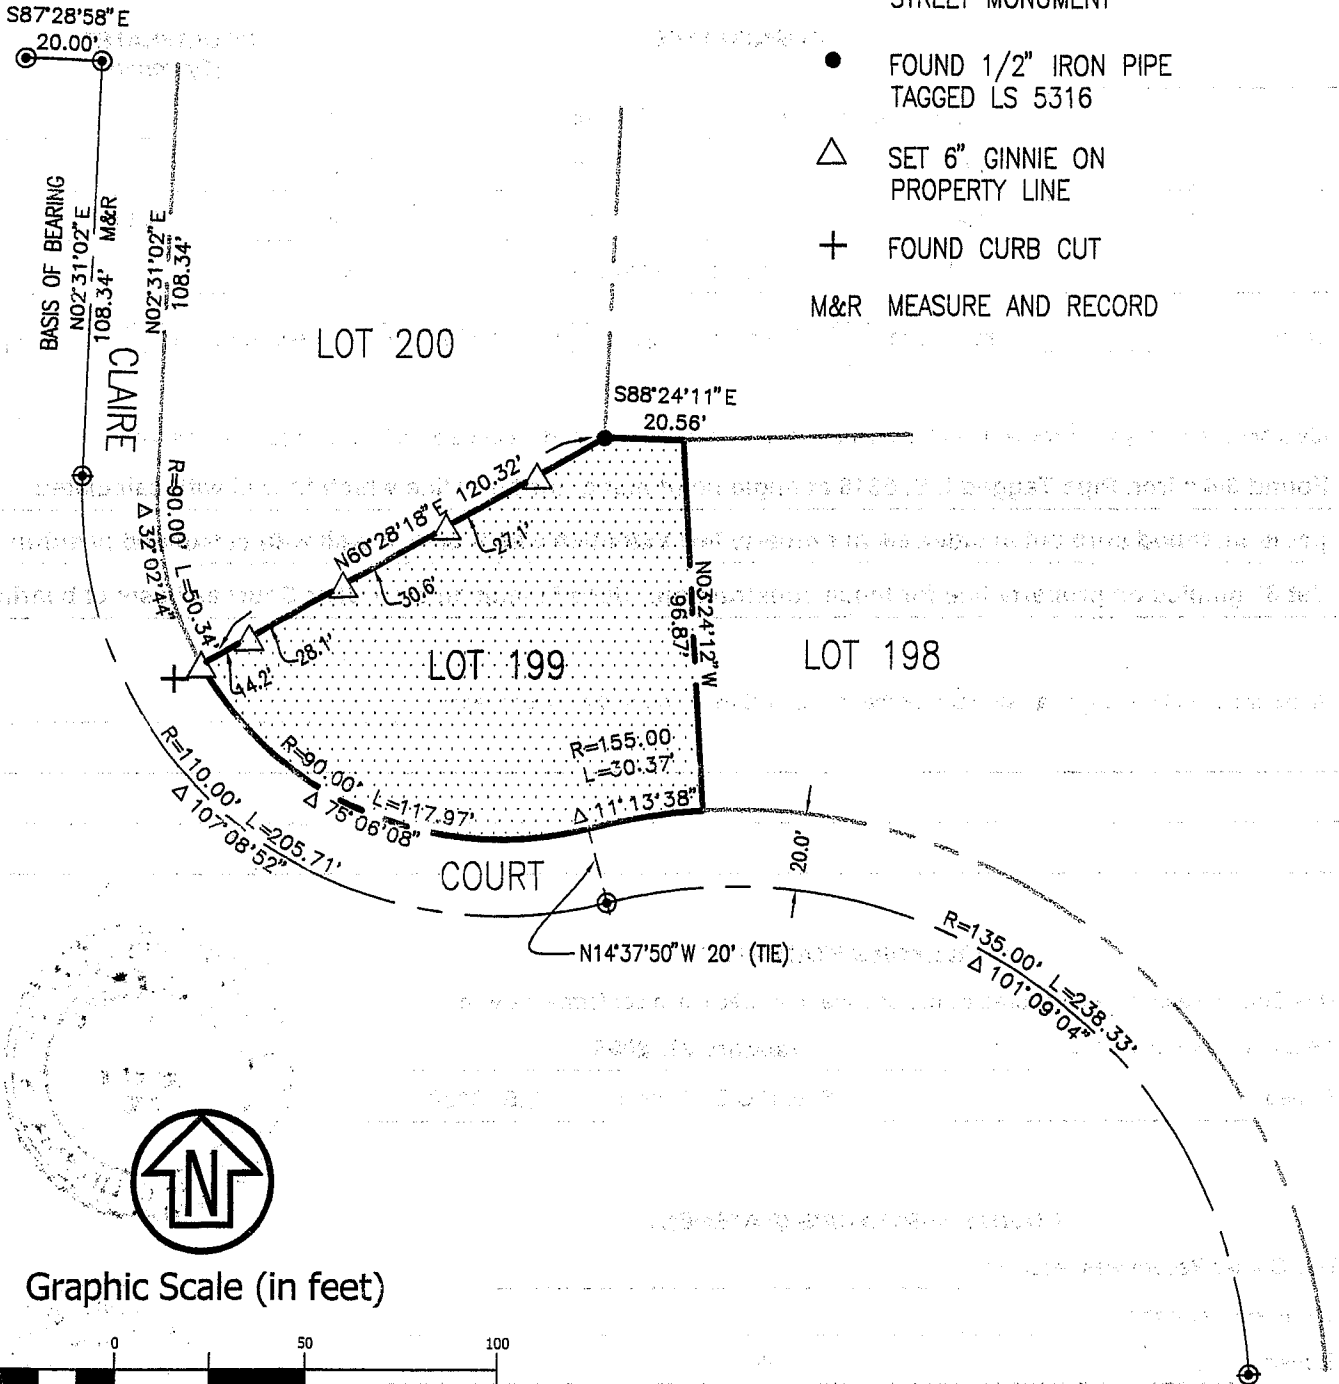 S87°28'58"E
20.00'
STREET MONUMENT
FOUND 1/2" IRON PIPE
TAGGED LS 5316
SET 6" GINNIE ON
PROPERTY LINE
FOUND CURB CUT
M&R MEASURE AND RECORD
BASIS OF BEARING
N02°31'02"E
108.34' M&R
N02°31'02"E
108.34'
CLAIRE
LOT 200
S88°24'11"E
20.56'
R=90.00' L=50.34'
Δ 32°02'44"
N60°28'18"E 120.32'
27.1'
30.6'
28.1'
14.2'
N03°24'12"W
96.87'
LOT 199
LOT 198
R=155.00
L=30.37'
Δ 11°13'38"
R=90.00' L=117.97'
Δ 75°06'08"
R=110.00' L=205.71'
Δ 107°08'52"
COURT
20.0'
N14°37'50"W 20' (TIE)
R=135.00' L=238.33'
Δ 101°09'04"
N
Graphic Scale (in feet)
0 50 100